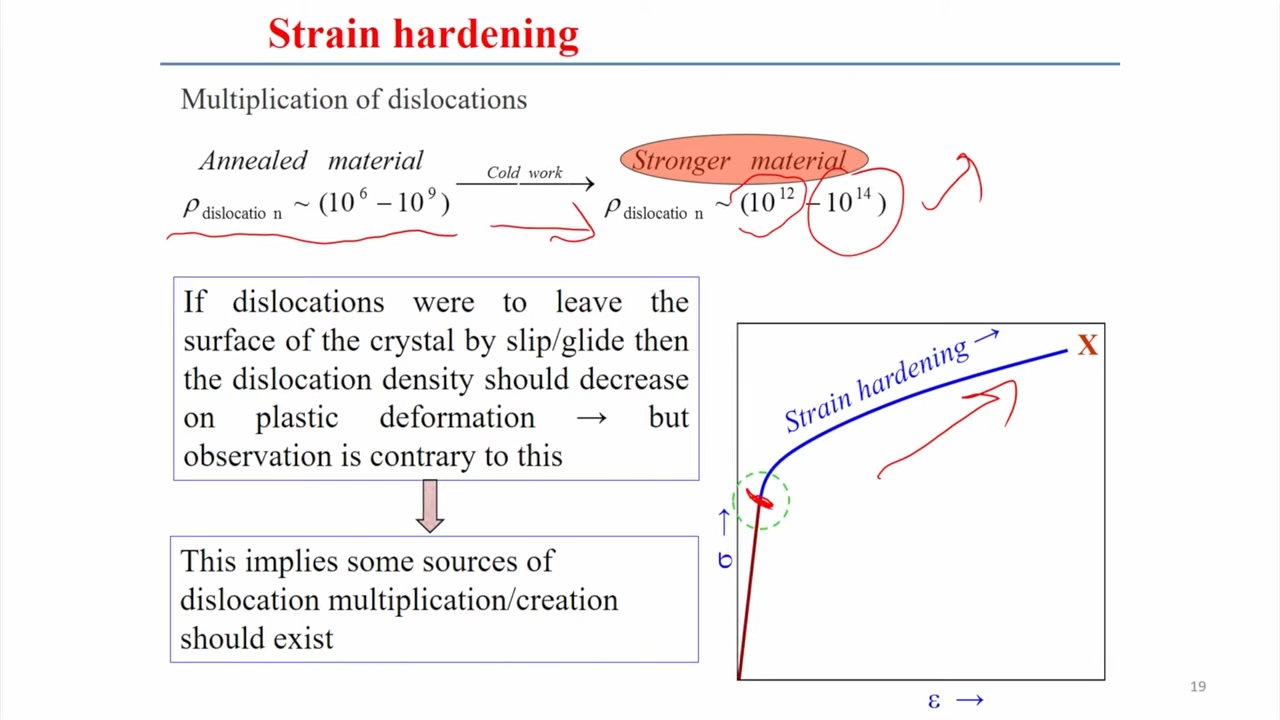 Strain hardening
Multiplication of dislocations
Annealed material
ρ dislocatio n ~ (10^6 − 10^9)
Cold work
Stronger material
ρ dislocatio n ~ (10^12 − 10^14)
If dislocations were to leave the
surface of the crystal by slip/glide then
the dislocation density should decrease
on plastic deformation → but
observation is contrary to this
This implies some sources of
dislocation multiplication/creation
should exist
Strain hardening →
X
σ →
ε →
19